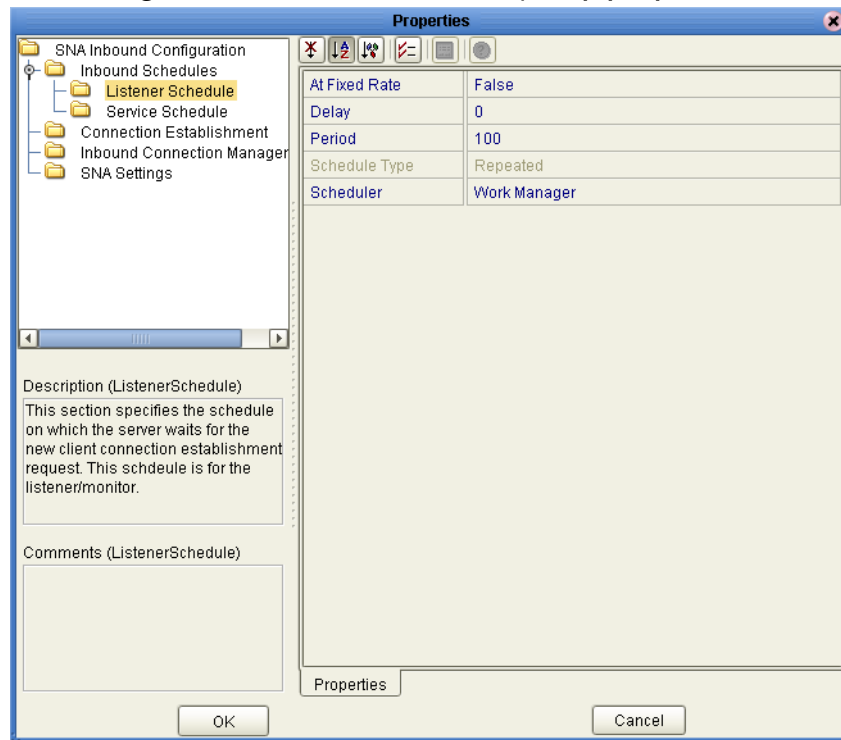 Properties
SNA Inbound Configuration
Inbound Schedules
Listener Schedule
Service Schedule
Connection Establishment
Inbound Connection Manager
SNA Settings
At Fixed Rate False
Delay 0
Period 100
Schedule Type Repeated
Scheduler Work Manager
Description (ListenerSchedule)
This section specifies the schedule
on which the server waits for the
new client connection establishment
request. This schdeule is for the
listener/monitor.
Comments (ListenerSchedule)
Properties
OK Cancel